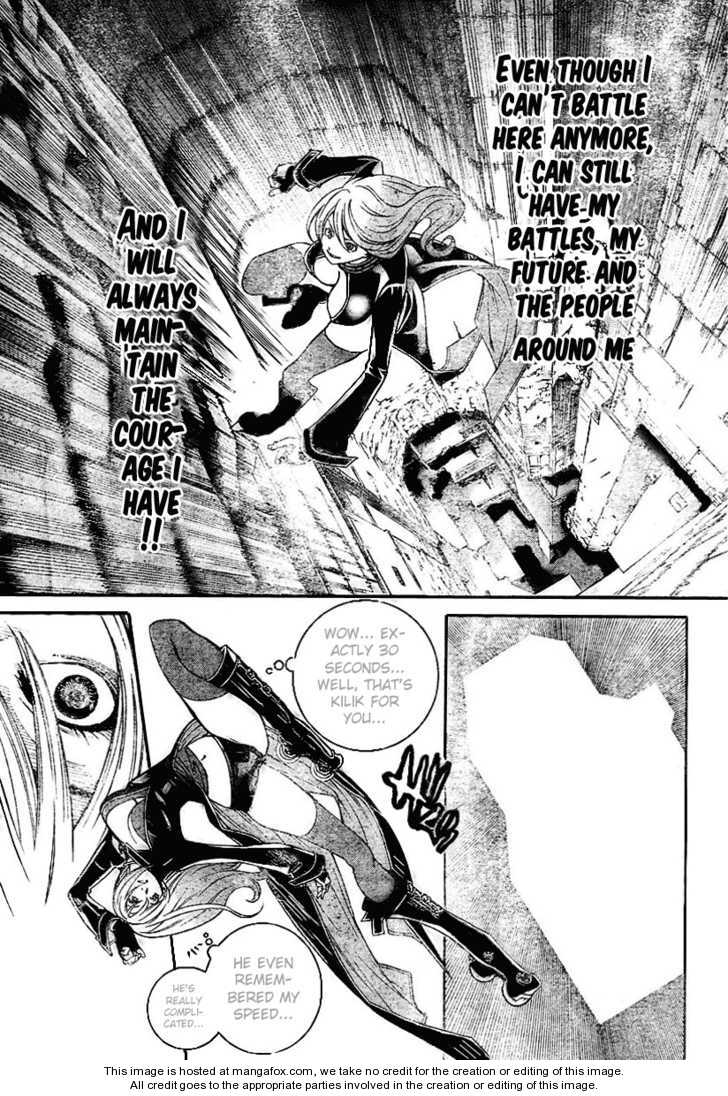 EVEN THOUGH I
CAN'T BATTLE
HERE ANYMORE,
I CAN STILL
HAVE MY
BATTLES, MY
FUTURE AND
THE PEOPLE
AROUND ME
AND I
WILL
ALWAYS
MAIN-
TAIN
THE
COUR-
AGE I
HAVE
!!
WOW... EX-
ACTLY 30
SECONDS...
WELL, THAT'S
KILIK FOR
YOU...
HE EVEN
REMEM-
BERED MY
SPEED...
HE'S
REALLY
COMPLI-
CATED...
This image is hosted at mangafox.com, we take no credit for the creation or editing of this image.
All credit goes to the appropriate parties involved in the creation or editing of this image.